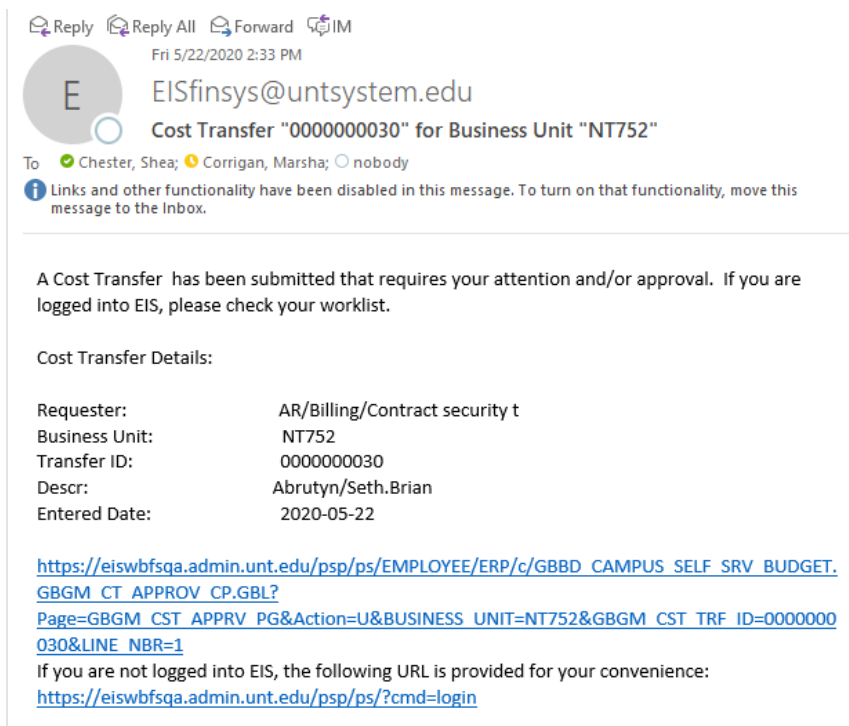 Reply Reply All Forward IM
Fri 5/22/2020 2:33 PM
E
EISfinsys@untsystem.edu
Cost Transfer "0000000030" for Business Unit "NT752"
To Chester, Shea; Corrigan, Marsha; nobody
Links and other functionality have been disabled in this message. To turn on that functionality, move this
message to the Inbox.
A Cost Transfer  has been submitted that requires your attention and/or approval.  If you are
logged into EIS, please check your worklist.
Cost Transfer Details:
Requester: AR/Billing/Contract security t
Business Unit: NT752
Transfer ID: 0000000030
Descr: Abrutyn/Seth.Brian
Entered Date: 2020-05-22
https://eiswbfsqa.admin.unt.edu/psp/ps/EMPLOYEE/ERP/c/GBBD_CAMPUS_SELF_SRV_BUDGET.
GBGM_CT_APPROV_CP.GBL?
Page=GBGM_CST_APPRV_PG&Action=U&BUSINESS_UNIT=NT752&GBGM_CST_TRF_ID=0000000
030&LINE_NBR=1
If you are not logged into EIS, the following URL is provided for your convenience:
https://eiswbfsqa.admin.unt.edu/psp/ps/?cmd=login